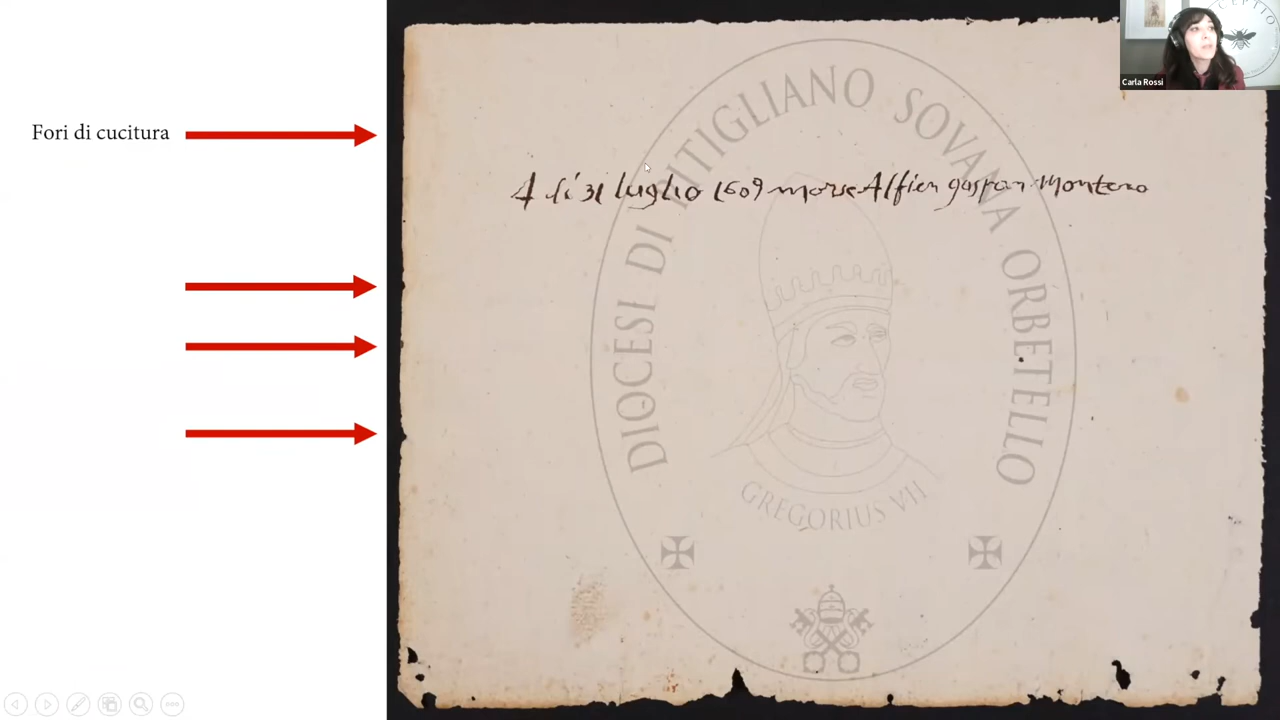 Carla Rossi
Fori di cucitura
A di 31 luglio 1609 morse Alfier gaspar Montero
DIOCESI DI PITIGLIANO SOVANA ORBETELLO
GREGORIUS VII